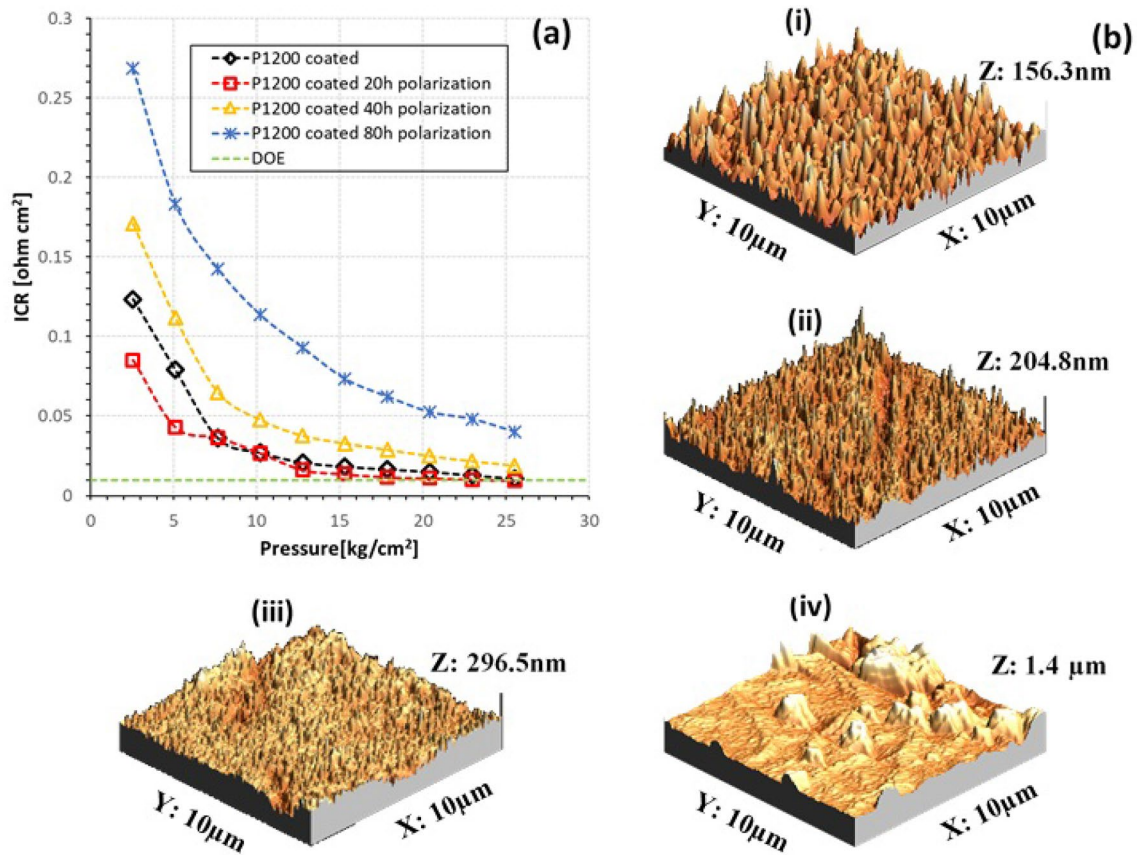 (a)
ICR [ohm cm²]
0.3
0.25
0.2
0.15
0.1
0.05
0
P1200 coated
P1200 coated 20h polarization
P1200 coated 40h polarization
P1200 coated 80h polarization
DOE
0 5 10 15 20 25 30
Pressure[kg/cm²]
(b)
(i)
Z: 156.3nm
Y: 10µm
X: 10µm
(ii)
Z: 204.8nm
Y: 10µm
X: 10µm
(iii)
Z: 296.5nm
Y: 10µm
X: 10µm
(iv)
Z: 1.4 µm
Y: 10µm
X: 10µm